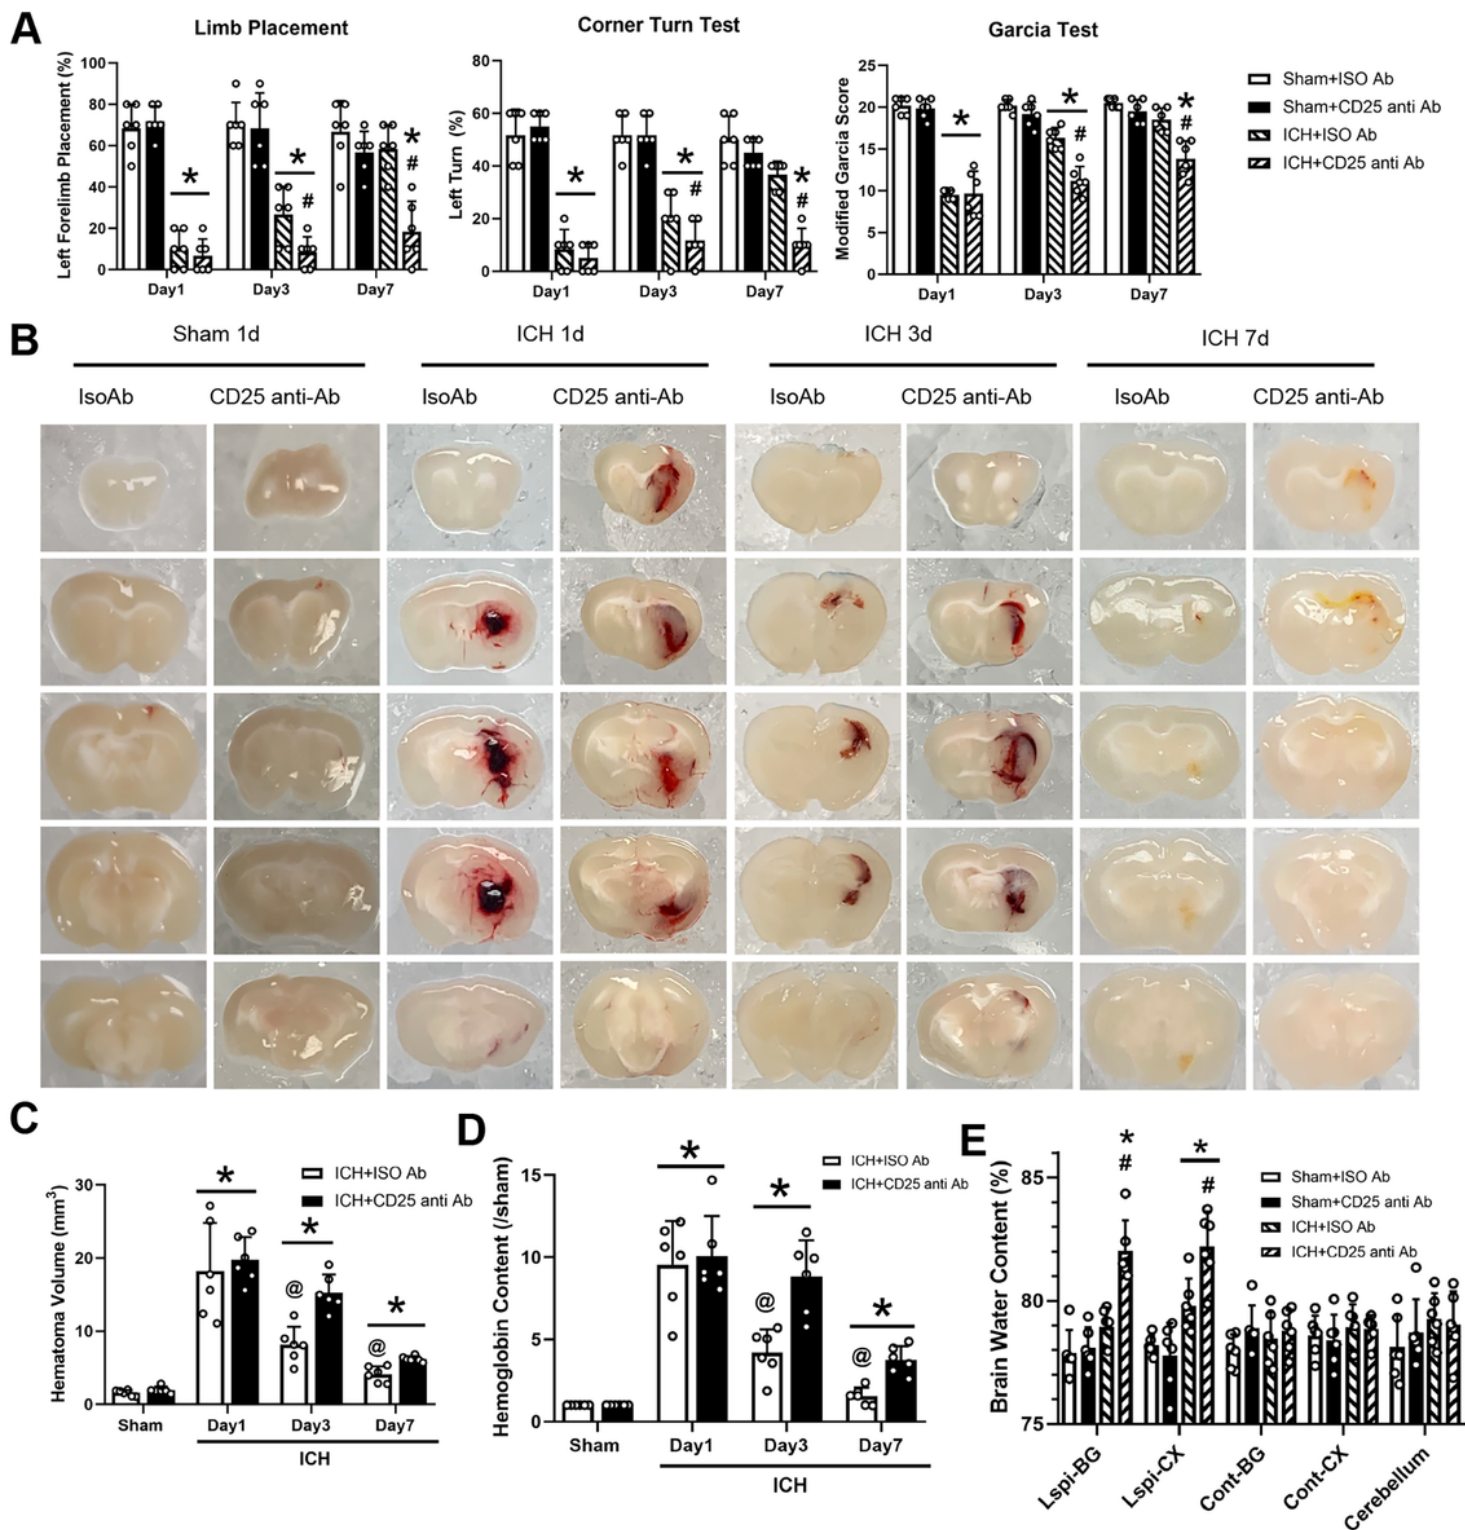 A
Limb Placement
Left Forelimb Placement (%)
100
80
60
40
20
0
*
*
#
*
#
Day1
Day3
Day7
Corner Turn Test
Left Turn (%)
80
60
40
20
0
*
*
#
*
#
Day1
Day3
Day7
Garcia Test
Modified Garcia Score
25
20
15
10
5
0
*
*
#
*
#
Day1
Day3
Day7
Sham+ISO Ab
Sham+CD25 anti Ab
ICH+ISO Ab
ICH+CD25 anti Ab
B
Sham 1d
ICH 1d
ICH 3d
ICH 7d
IsoAb
CD25 anti-Ab
IsoAb
CD25 anti-Ab
IsoAb
CD25 anti-Ab
IsoAb
CD25 anti-Ab
C
Hematoma Volume (mm³)
30
20
10
0
*
@
*
@
*
ICH+ISO Ab
ICH+CD25 anti Ab
Sham
Day1
Day3
Day7
ICH
D
Hemoglobin Content (/sham)
15
10
5
0
*
@
*
@
*
ICH+ISO Ab
ICH+CD25 anti Ab
Sham
Day1
Day3
Day7
ICH
E
Brain Water Content (%)
85
80
75
*
#
*
#
Sham+ISO Ab
Sham+CD25 anti Ab
ICH+ISO Ab
ICH+CD25 anti Ab
Lspi-BG
Lspi-CX
Cont-BG
Cont-CX
Cerebellum